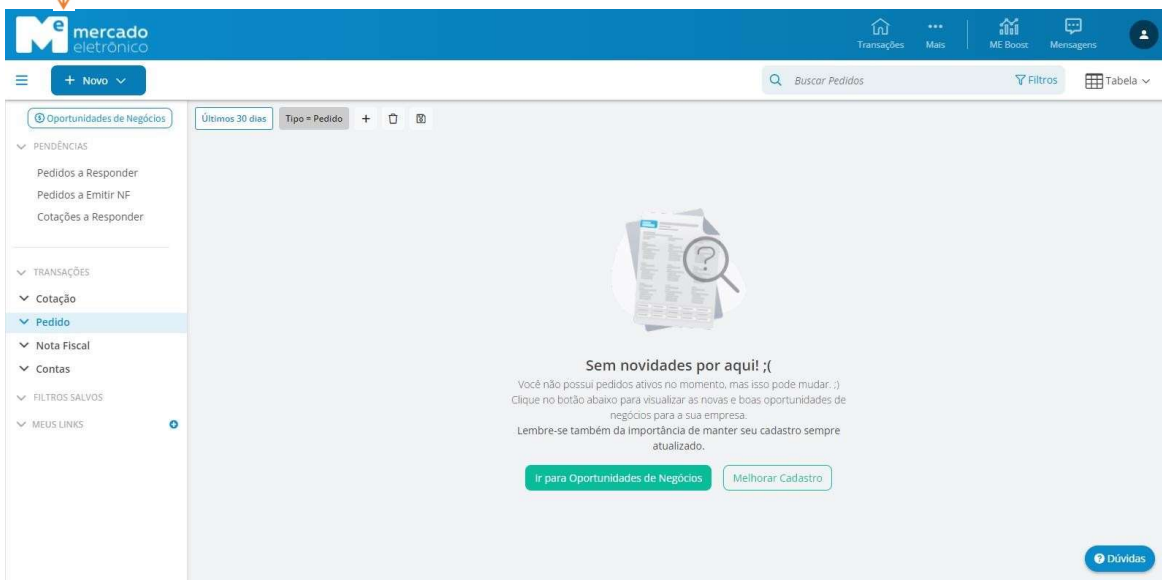 Me mercado eletrônico
Transações
Mais
ME Boost
Mensagens
+ Novo
Buscar Pedidos
Filtros
Tabela
Oportunidades de Negócios
Últimos 30 dias
Tipo = Pedido
+
PENDÊNCIAS
Pedidos a Responder
Pedidos a Emitir NF
Cotações a Responder
TRANSAÇÕES
Cotação
Pedido
Nota Fiscal
Contas
FILTROS SALVOS
MEUS LINKS
?
Sem novidades por aqui! ;(
Você não possui pedidos ativos no momento, mas isso pode mudar. ;)
Clique no botão abaixo para visualizar as novas e boas oportunidades de
negócios para a sua empresa.
Lembre-se também da importância de manter seu cadastro sempre
atualizado.
Ir para Oportunidades de Negócios
Melhorar Cadastro
Dúvidas